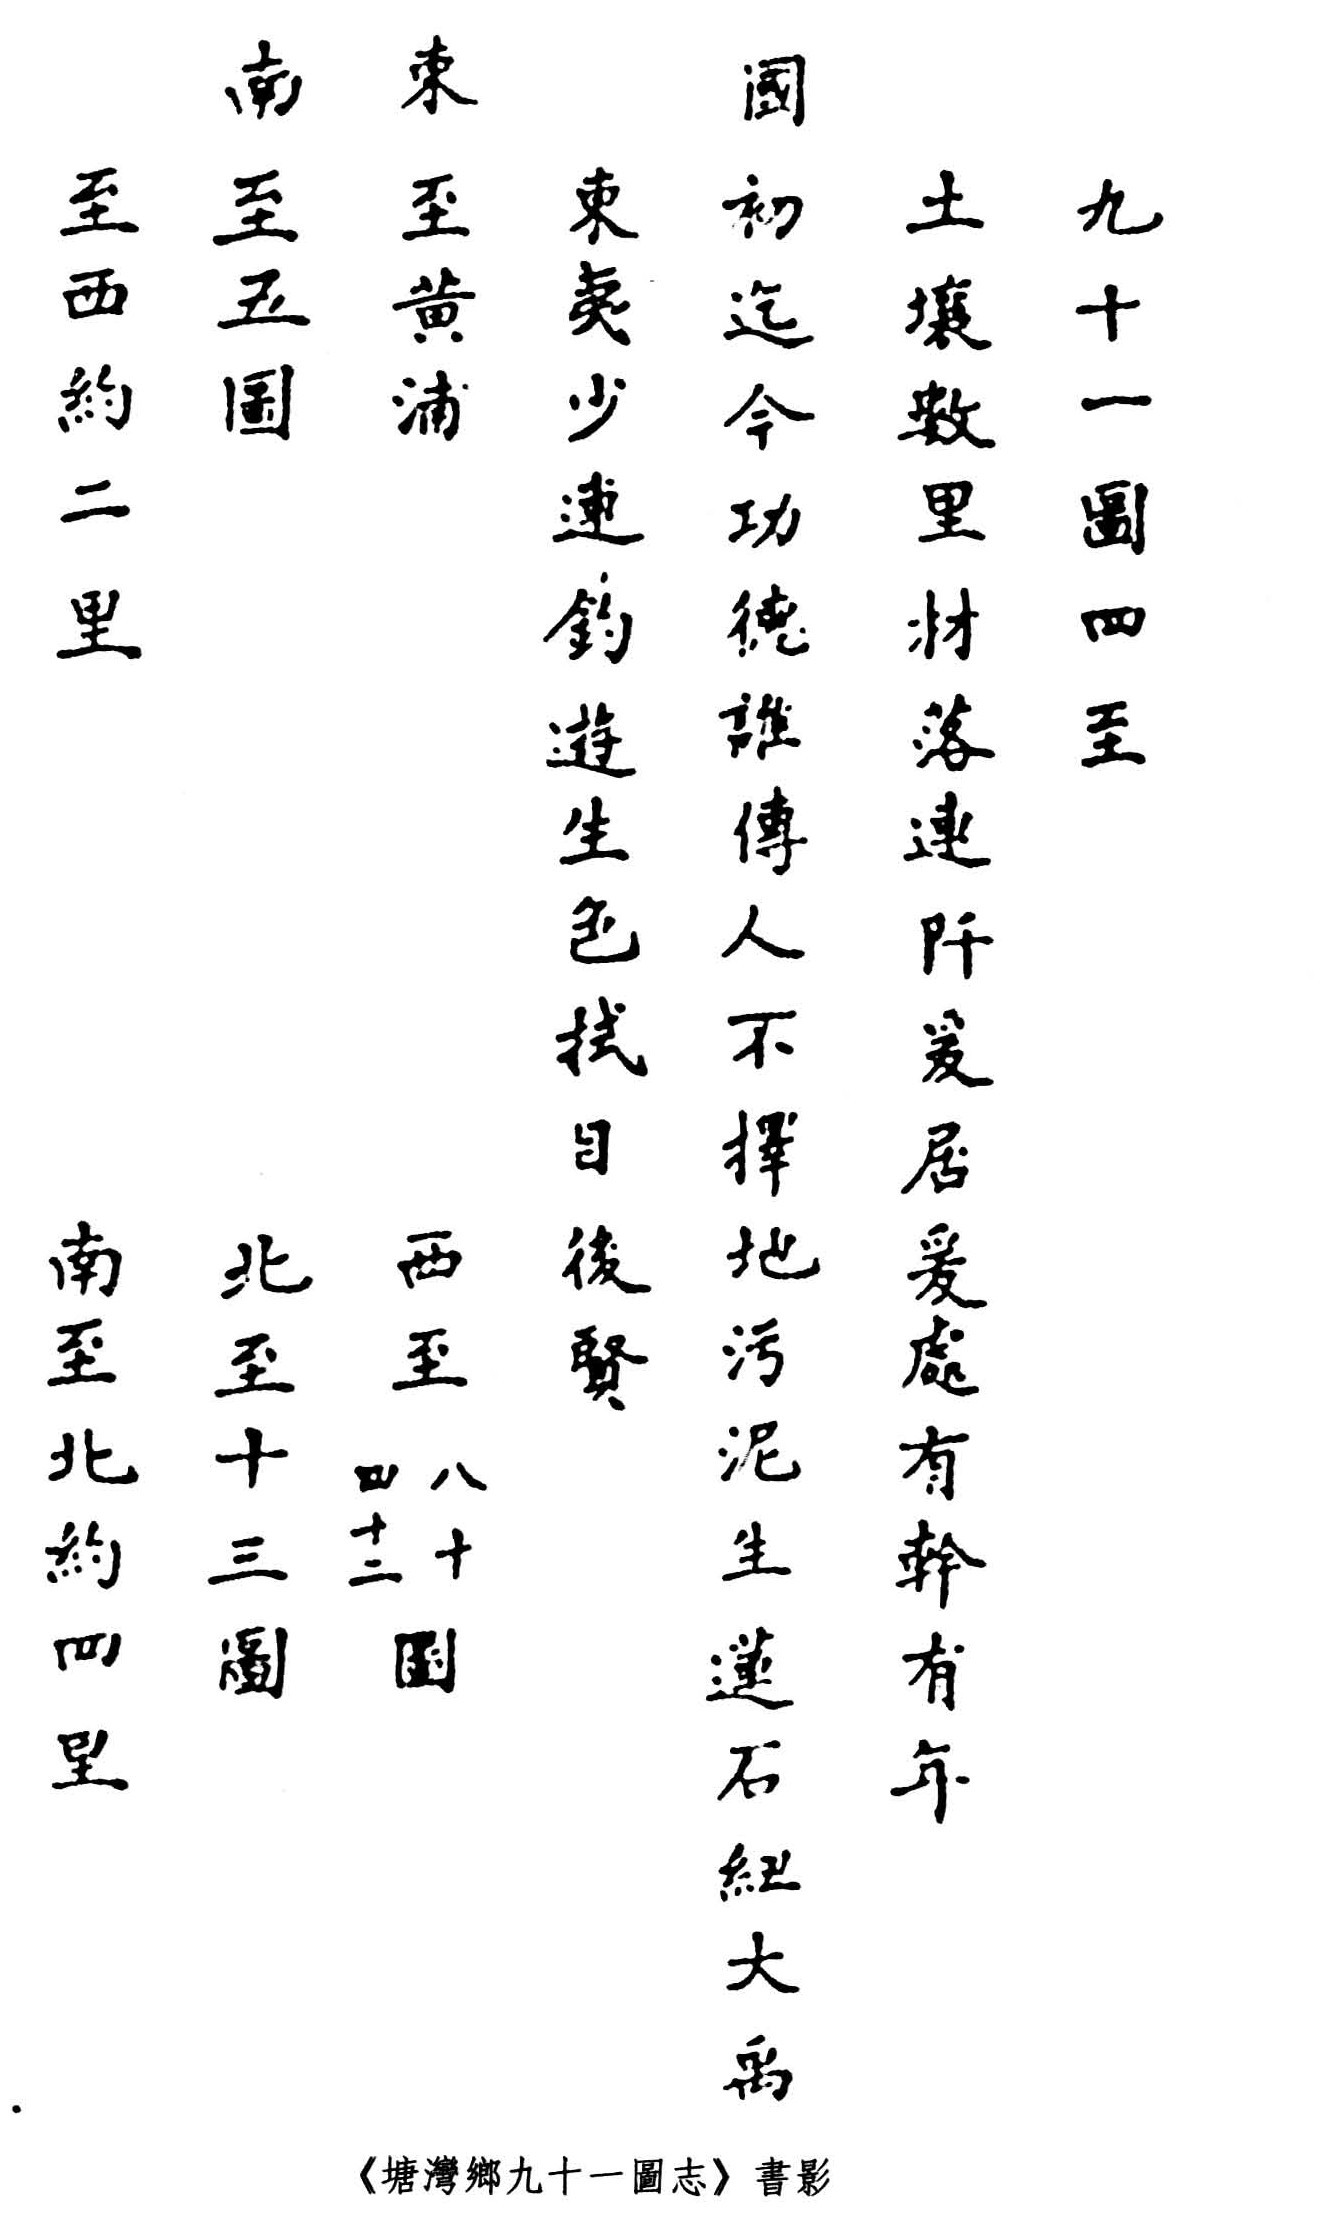 九十一圖四至
土壤數里村落連阡爰居爰處有幹有年
國初迄今功德誰傳人不擇地污泥生蓮石紐大禹
東夷少連釣遊生色拭目後賢
東至黃浦　西至八十四十二圖
南至五圖　北至十三圖
至西約二里　南至北約四里
《塘灣鄉九十一圖志》書影